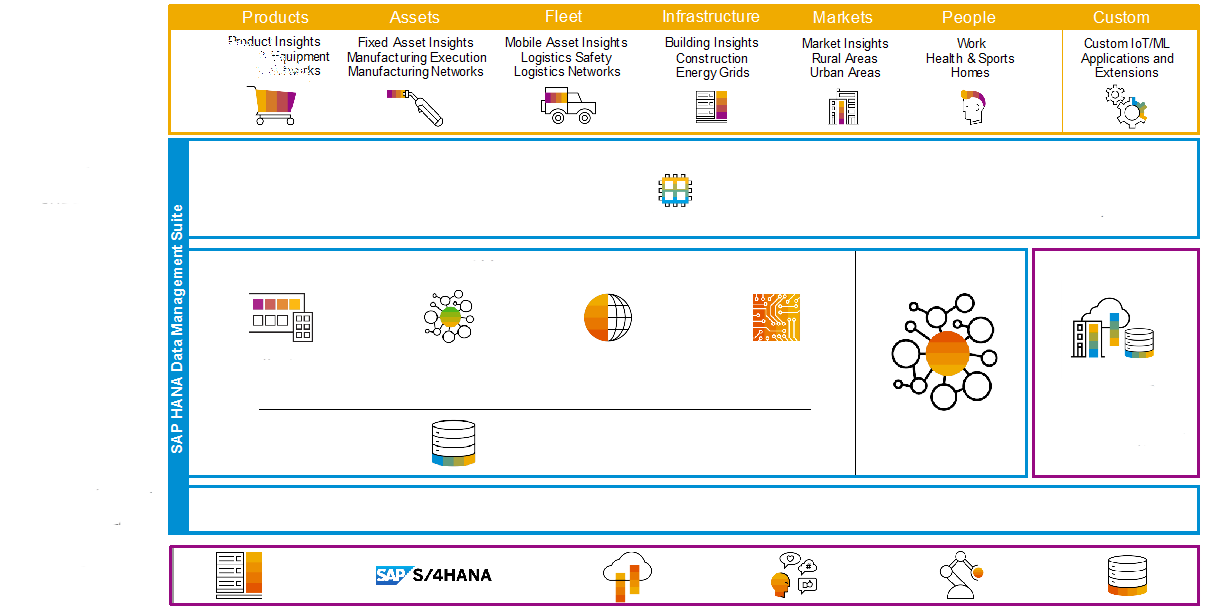 Products
Assets
Fleet
Infrastructure
Markets
People
Custom
Product Insights
Equipment
Fixed Asset Insights
Manufacturing Execution
Manufacturing Networks
Mobile Asset Insights
Logistics Safety
Logistics Networks
Building Insights
Construction
Energy Grids
Market Insights
Rural Areas
Urban Areas
Work
Health & Sports
Homes
Custom IoT/ML
Applications and
Extensions
SAP HANA Data Management Suite
SAP S/4HANA